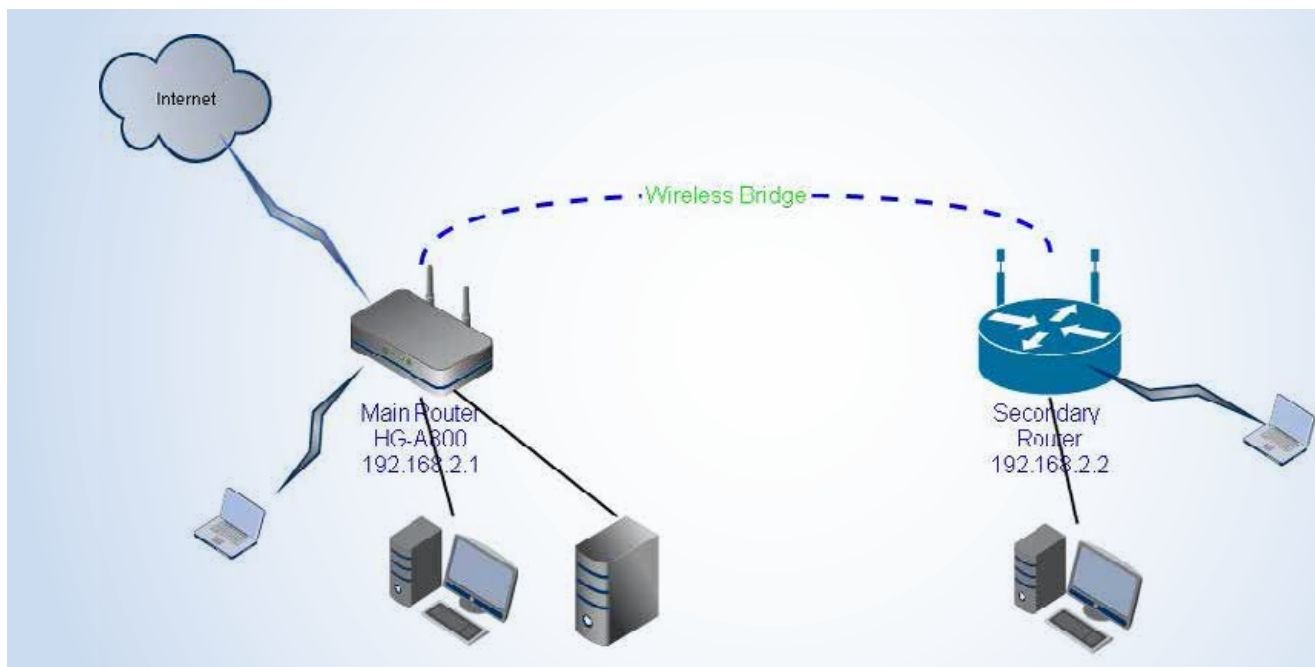 Internet
Wireless Bridge
Main Router
HG-A800
192.168.2.1
Secondary
Router
192.168.2.2